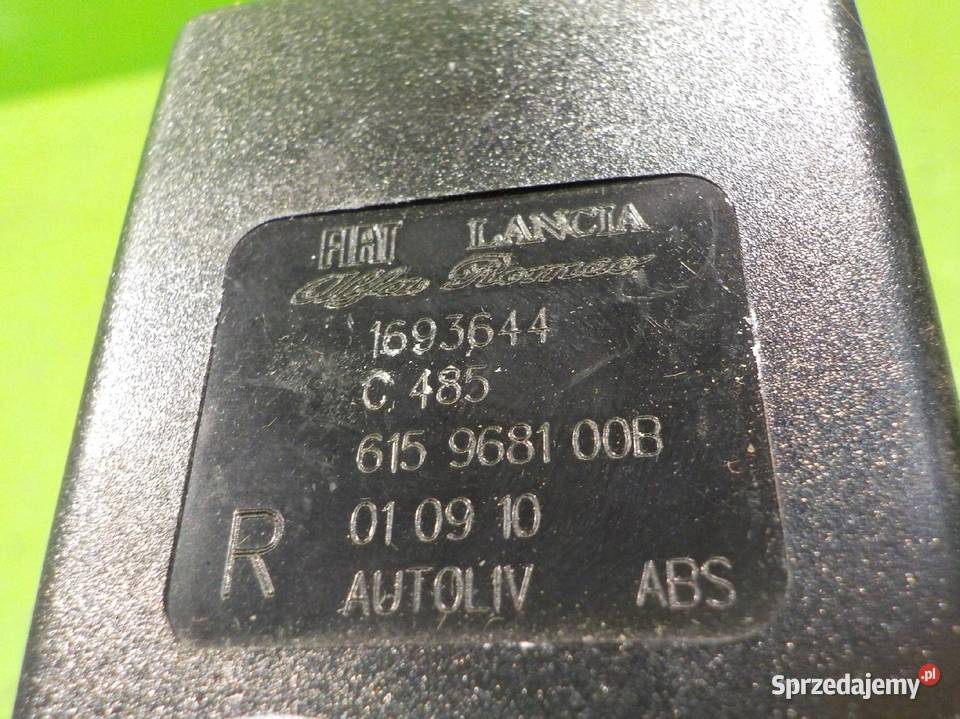 FIAT LANCIA
Alfa Romeo
1693644
C 485
615 9681 00B
R 01 09 10
AUTOLIV ABS
Sprzedajemy.pl